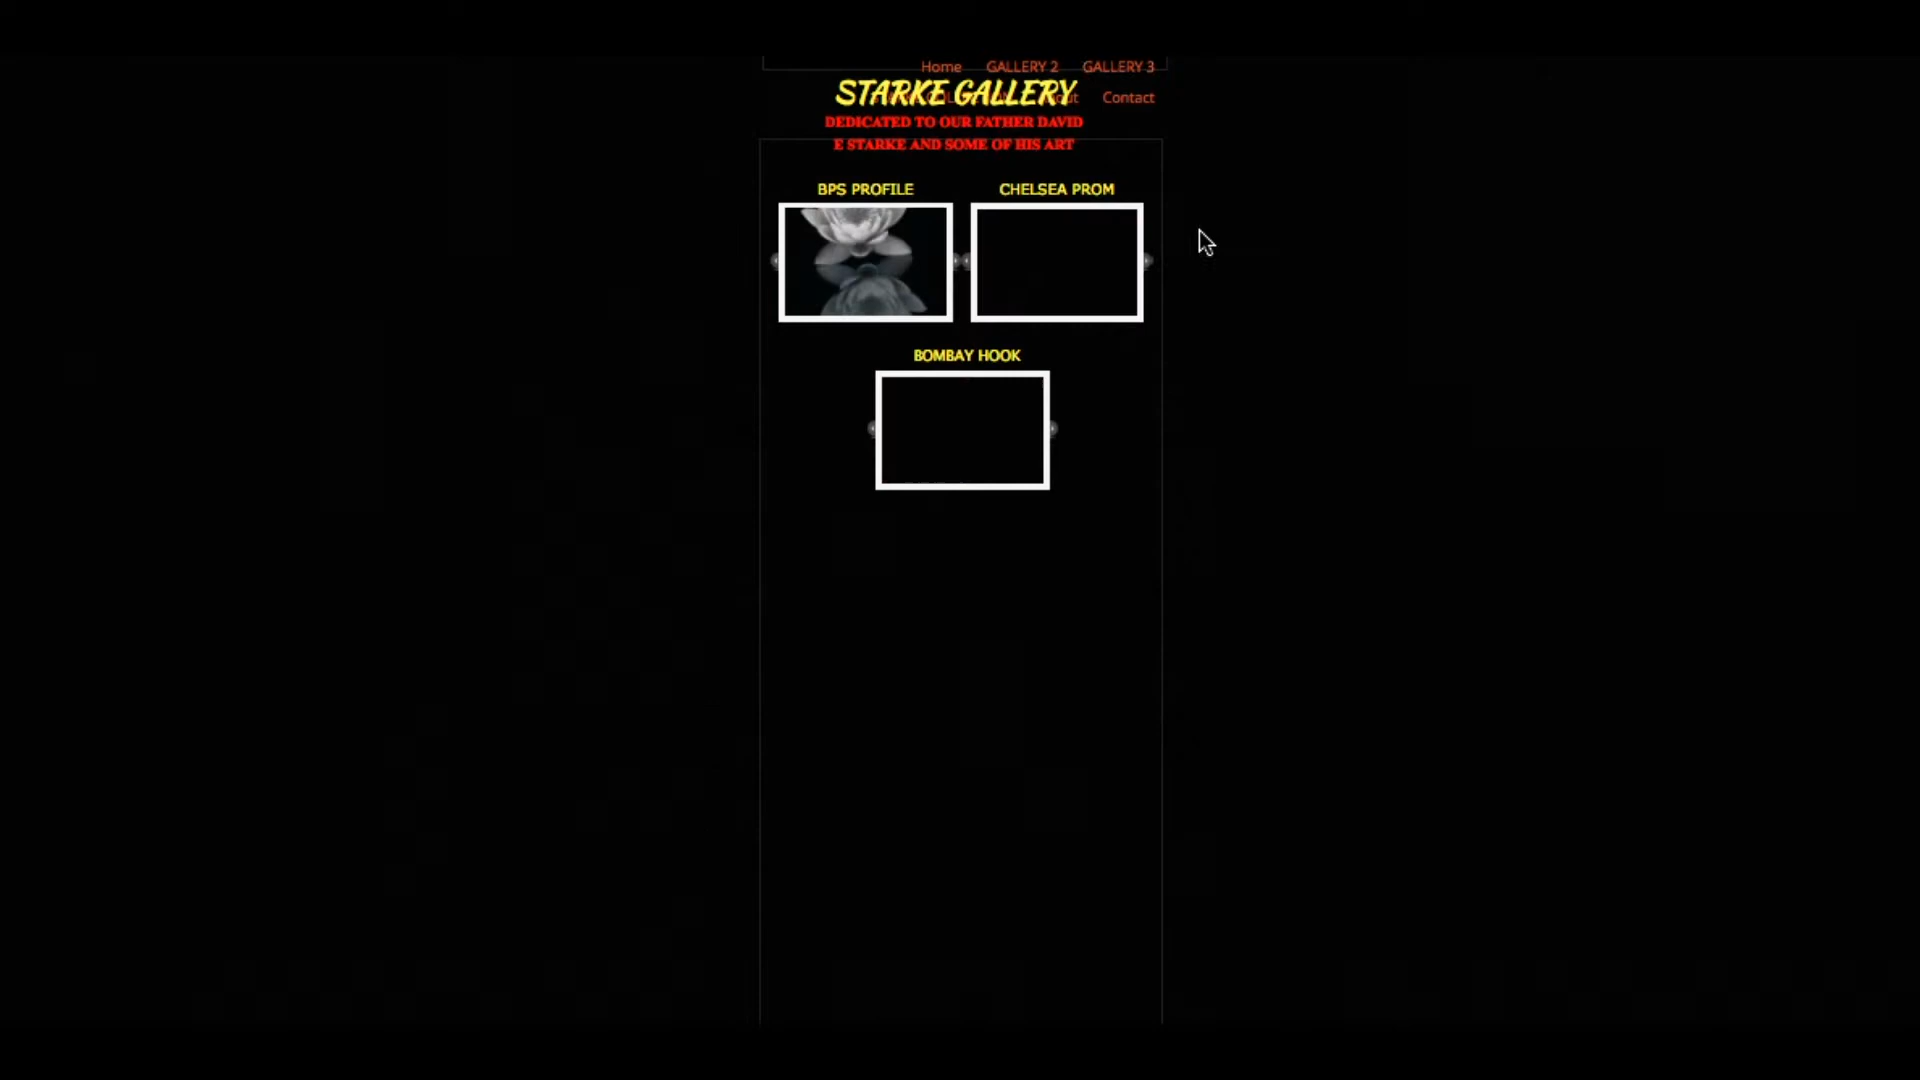 Home GALLERY 2 GALLERY 3
STARKE GALLERY
Contact
DEDICATED TO OUR FATHER DAVID
E STARKE AND SOME OF HIS ART
BPS PROFILE CHELSEA PROM
BOMBAY HOOK